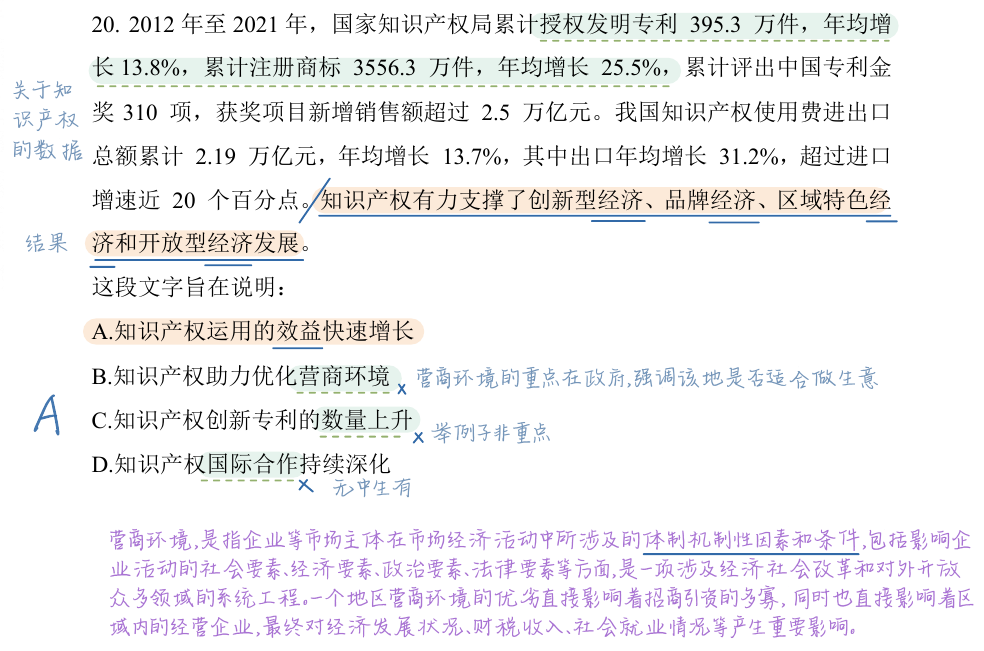 20. 2012 年至 2021 年，国家知识产权局累计授权发明专利 395.3 万件，年均增
长 13.8%，累计注册商标 3556.3 万件，年均增长 25.5%，累计评出中国专利金
关于知
识产权
的数据
奖 310 项，获奖项目新增销售额超过 2.5 万亿元。我国知识产权使用费进出口
总额累计 2.19 万亿元，年均增长 13.7%，其中出口年均增长 31.2%，超过进口
增速近 20 个百分点。/知识产权有力支撑了创新型经济、品牌经济、区域特色经
结果
济和开放型经济发展。
这段文字旨在说明：
A.知识产权运用的效益快速增长
B.知识产权助力优化营商环境 × 营商环境的重点在政府,强调该地是否适合做生意
A
C.知识产权创新专利的数量上升 × 举例子非重点
D.知识产权国际合作持续深化
× 无中生有
营商环境,是指企业等市场主体在市场经济活动中所涉及的体制机制性因素和条件,包括影响企
业活动的社会要素、经济要素、政治要素、法律要素等方面,是一项涉及经济社会改革和对外开放
众多领域的系统工程。一个地区营商环境的优劣直接影响着招商引资的多寡,同时也直接影响着区
域内的经营企业,最终对经济发展状况、财税收入、社会就业情况等产生重要影响。